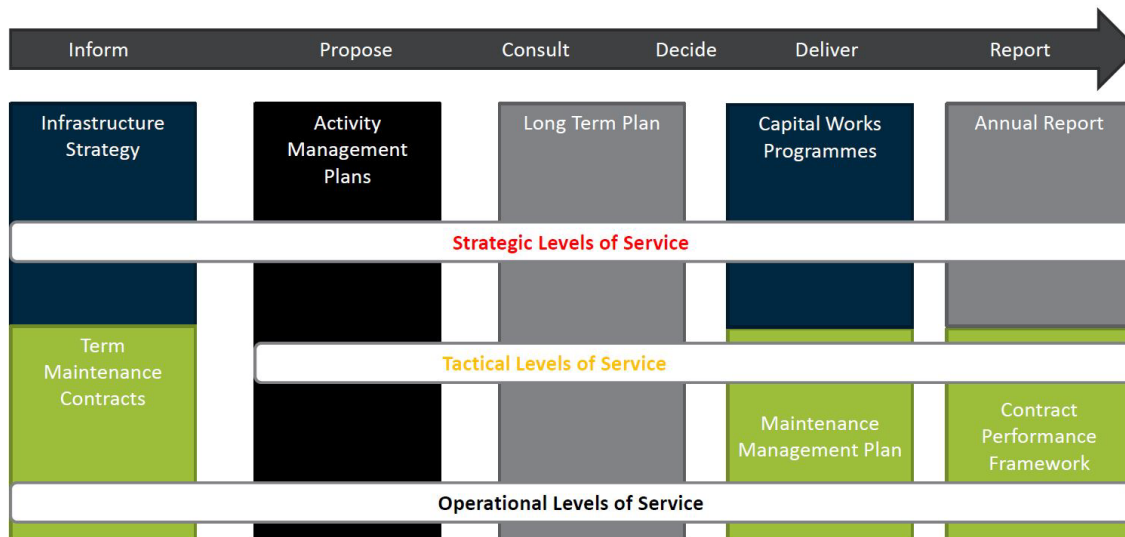 Inform Propose Consult Decide Deliver Report
Infrastructure
Strategy
Activity
Management
Plans
Long Term Plan
Capital Works
Programmes
Annual Report
Strategic Levels of Service
Term
Maintenance
Contracts
Tactical Levels of Service
Maintenance
Management Plan
Contract
Performance
Framework
Operational Levels of Service